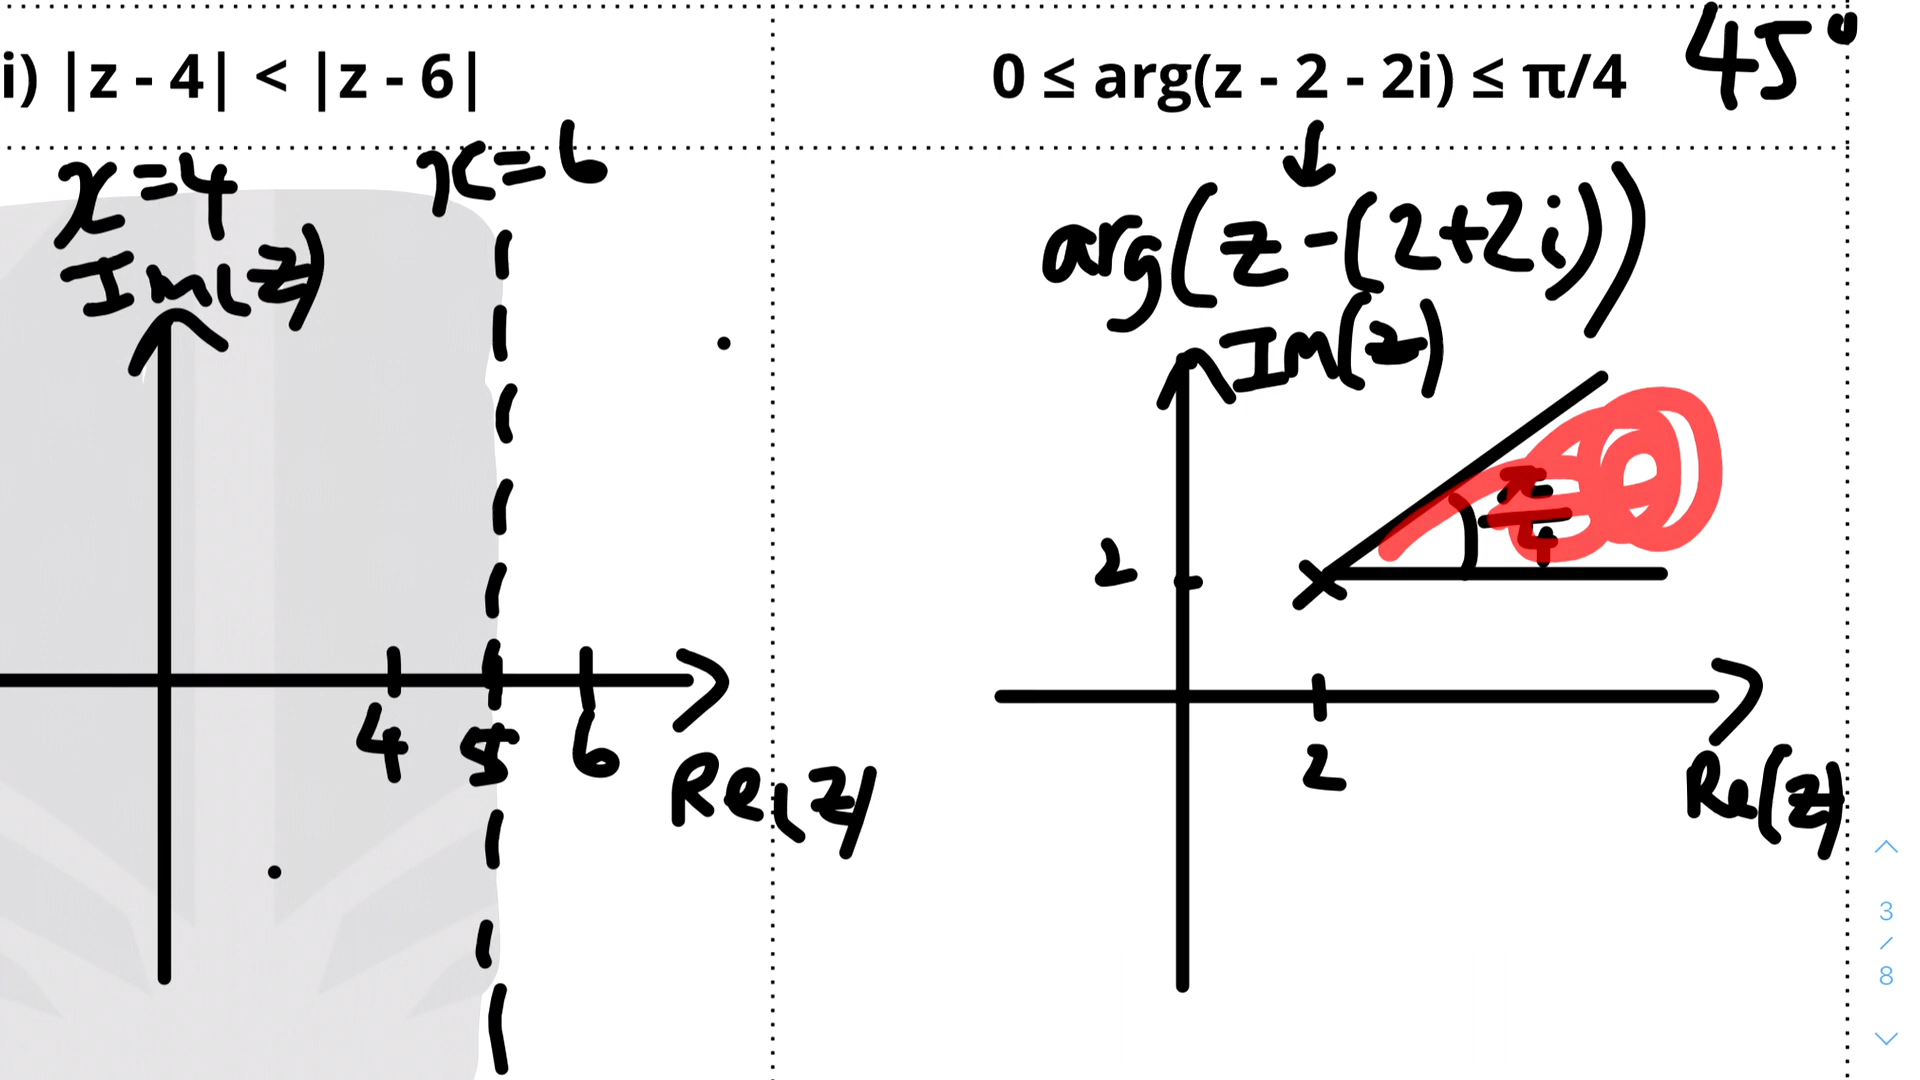 i) |z - 4| < |z - 6|
x=4
x=6
Im(z)
4
5
6
Re(z)
0 ≤ arg(z - 2 - 2i) ≤ π/4
45°
↓
arg(z-(2+2i))
Im(z)
π/4
2
2
Re(z)
3
/
8